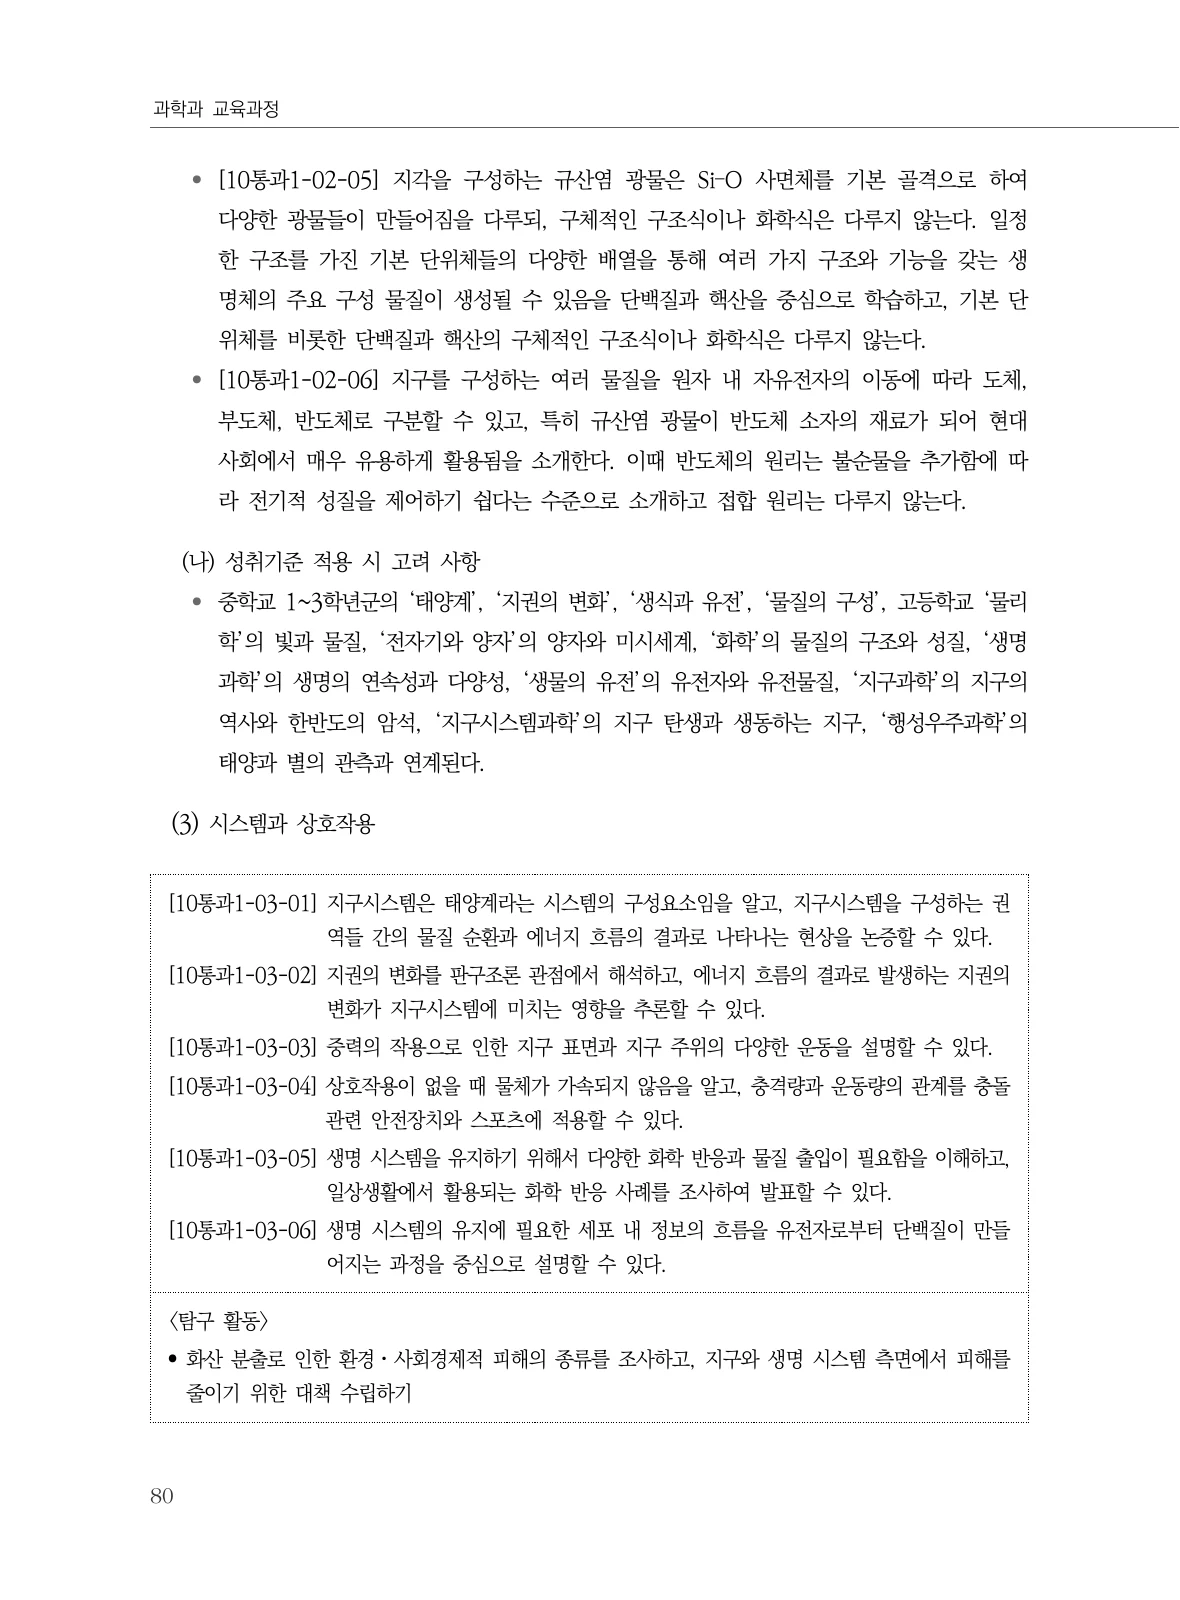 과학과 교육과정
• [10통과1-02-05] 지각을 구성하는 규산염 광물은 Si-O 사면체를 기본 골격으로 하여
다양한 광물들이 만들어짐을 다루되, 구체적인 구조식이나 화학식은 다루지 않는다. 일정
한 구조를 가진 기본 단위체들의 다양한 배열을 통해 여러 가지 구조와 기능을 갖는 생
명체의 주요 구성 물질이 생성될 수 있음을 단백질과 핵산을 중심으로 학습하고, 기본 단
위체를 비롯한 단백질과 핵산의 구체적인 구조식이나 화학식은 다루지 않는다.
• [10통과1-02-06] 지구를 구성하는 여러 물질을 원자 내 자유전자의 이동에 따라 도체,
부도체, 반도체로 구분할 수 있고, 특히 규산염 광물이 반도체 소자의 재료가 되어 현대
사회에서 매우 유용하게 활용됨을 소개한다. 이때 반도체의 원리는 불순물을 추가함에 따
라 전기적 성질을 제어하기 쉽다는 수준으로 소개하고 접합 원리는 다루지 않는다.
(나) 성취기준 적용 시 고려 사항
• 중학교 1~3학년군의 ‘태양계’, ‘지권의 변화’, ‘생식과 유전’, ‘물질의 구성’, 고등학교 ‘물리
학’의 빛과 물질, ‘전자기와 양자’의 양자와 미시세계, ‘화학’의 물질의 구조와 성질, ‘생명
과학’의 생명의 연속성과 다양성, ‘생물의 유전’의 유전자와 유전물질, ‘지구과학’의 지구의
역사와 한반도의 암석, ‘지구시스템과학’의 지구 탄생과 생동하는 지구, ‘행성우주과학’의
태양과 별의 관측과 연계된다.
(3) 시스템과 상호작용
[10통과1-03-01] 지구시스템은 태양계라는 시스템의 구성요소임을 알고, 지구시스템을 구성하는 권
역들 간의 물질 순환과 에너지 흐름의 결과로 나타나는 현상을 논증할 수 있다.
[10통과1-03-02] 지권의 변화를 판구조론 관점에서 해석하고, 에너지 흐름의 결과로 발생하는 지권의
변화가 지구시스템에 미치는 영향을 추론할 수 있다.
[10통과1-03-03] 중력의 작용으로 인한 지구 표면과 지구 주위의 다양한 운동을 설명할 수 있다.
[10통과1-03-04] 상호작용이 없을 때 물체가 가속되지 않음을 알고, 충격량과 운동량의 관계를 충돌
관련 안전장치와 스포츠에 적용할 수 있다.
[10통과1-03-05] 생명 시스템을 유지하기 위해서 다양한 화학 반응과 물질 출입이 필요함을 이해하고,
일상생활에서 활용되는 화학 반응 사례를 조사하여 발표할 수 있다.
[10통과1-03-06] 생명 시스템의 유지에 필요한 세포 내 정보의 흐름을 유전자로부터 단백질이 만들
어지는 과정을 중심으로 설명할 수 있다.
〈탐구 활동〉
• 화산 분출로 인한 환경·사회경제적 피해의 종류를 조사하고, 지구와 생명 시스템 측면에서 피해를
줄이기 위한 대책 수립하기
80